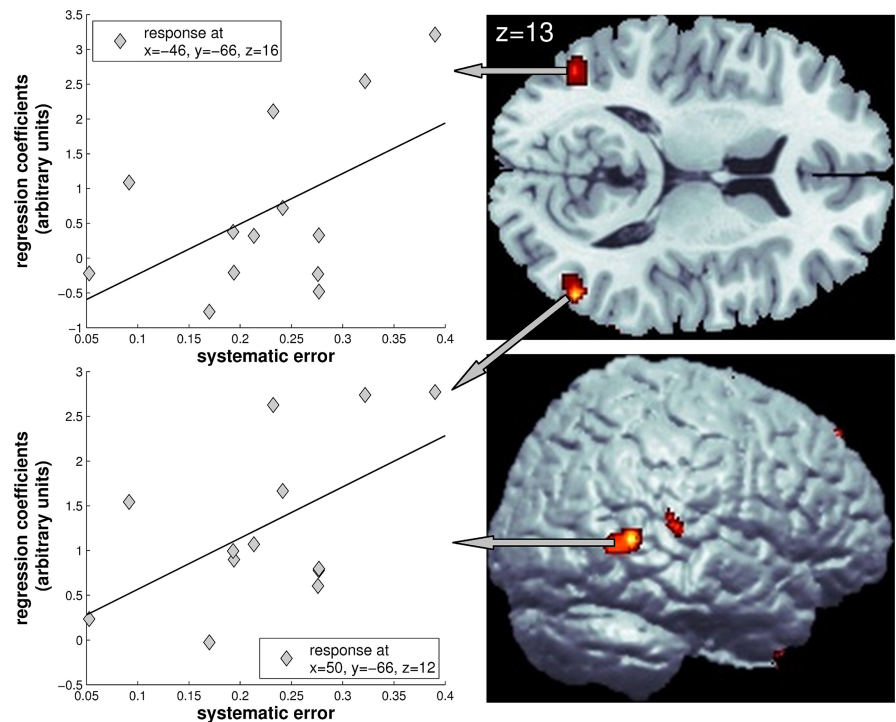 3.5
3
2.5
2
1.5
1
0.5
0
−0.5
−1
response at
x=−46, y=−66, z=16
regression coefficients
(arbitrary units)
0.05 0.1 0.15 0.2 0.25 0.3 0.35 0.4
systematic error
z=13
3
2.5
2
1.5
1
0.5
0
−0.5
regression coefficients
(arbitrary units)
response at
x=50, y=−66, z=12
0.05 0.1 0.15 0.2 0.25 0.3 0.35 0.4
systematic error